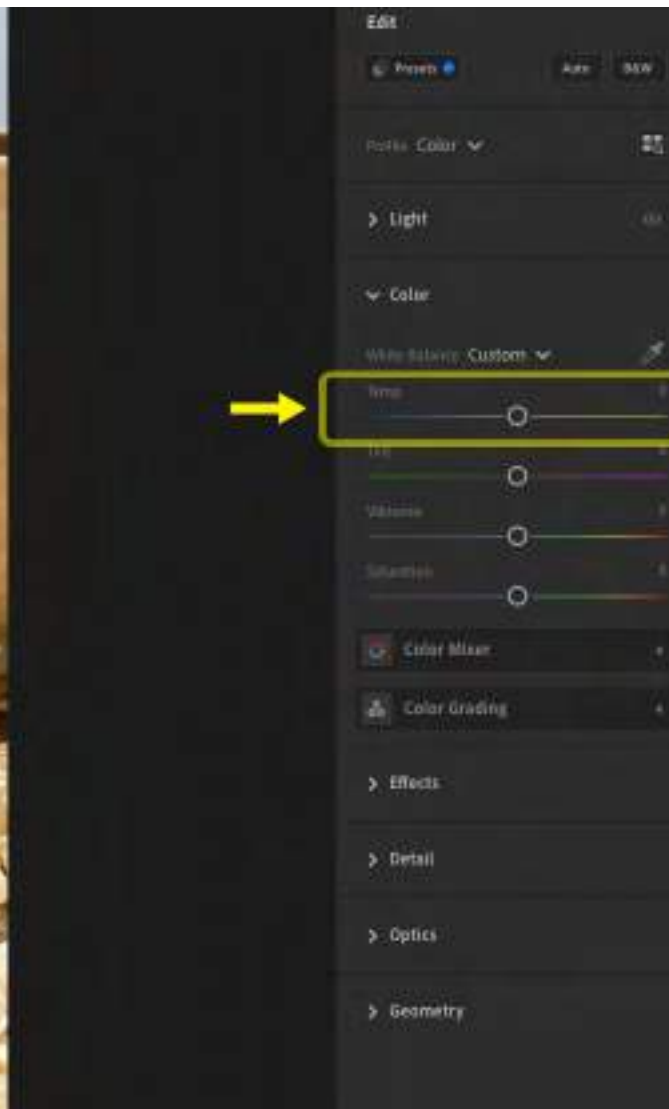 Edit
Presets Auto B&W
Profile Color
Light
Color
White Balance Custom
Temp
Tint
Vibrance
Saturation
Color Mixer
Color Grading
Effects
Detail
Optics
Geometry